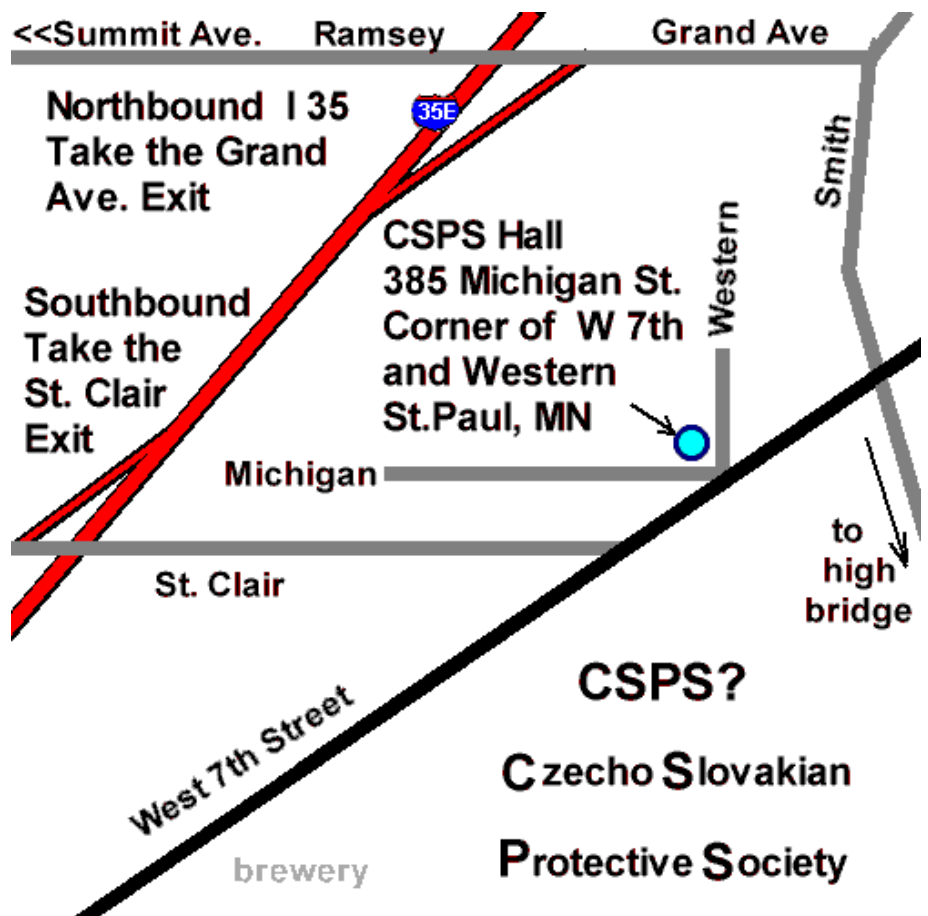 <<Summit Ave. Ramsey Grand Ave
Northbound I 35
Take the Grand
Ave. Exit
35E
Smith
Western
CSPS Hall
385 Michigan St.
Corner of W 7th
and Western
St.Paul, MN
Southbound
Take the
St. Clair
Exit
Michigan
St. Clair
to
high
bridge
West 7th Street
CSPS?
Czecho Slovakian
Protective Society
brewery